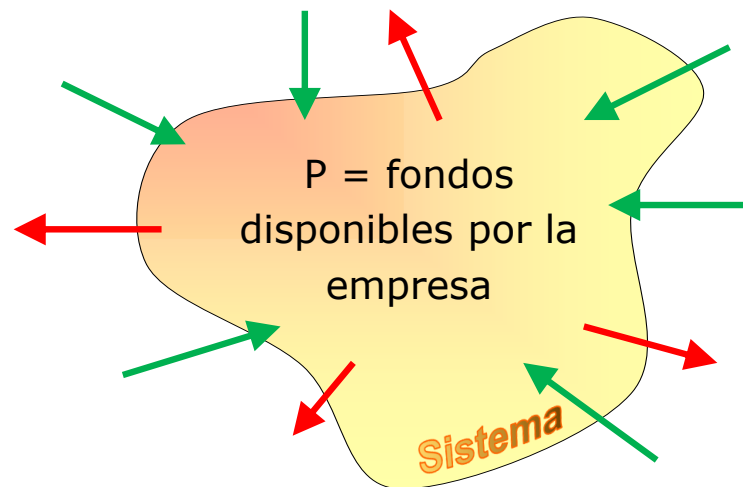 P = fondos
disponibles por la
empresa
Sistema